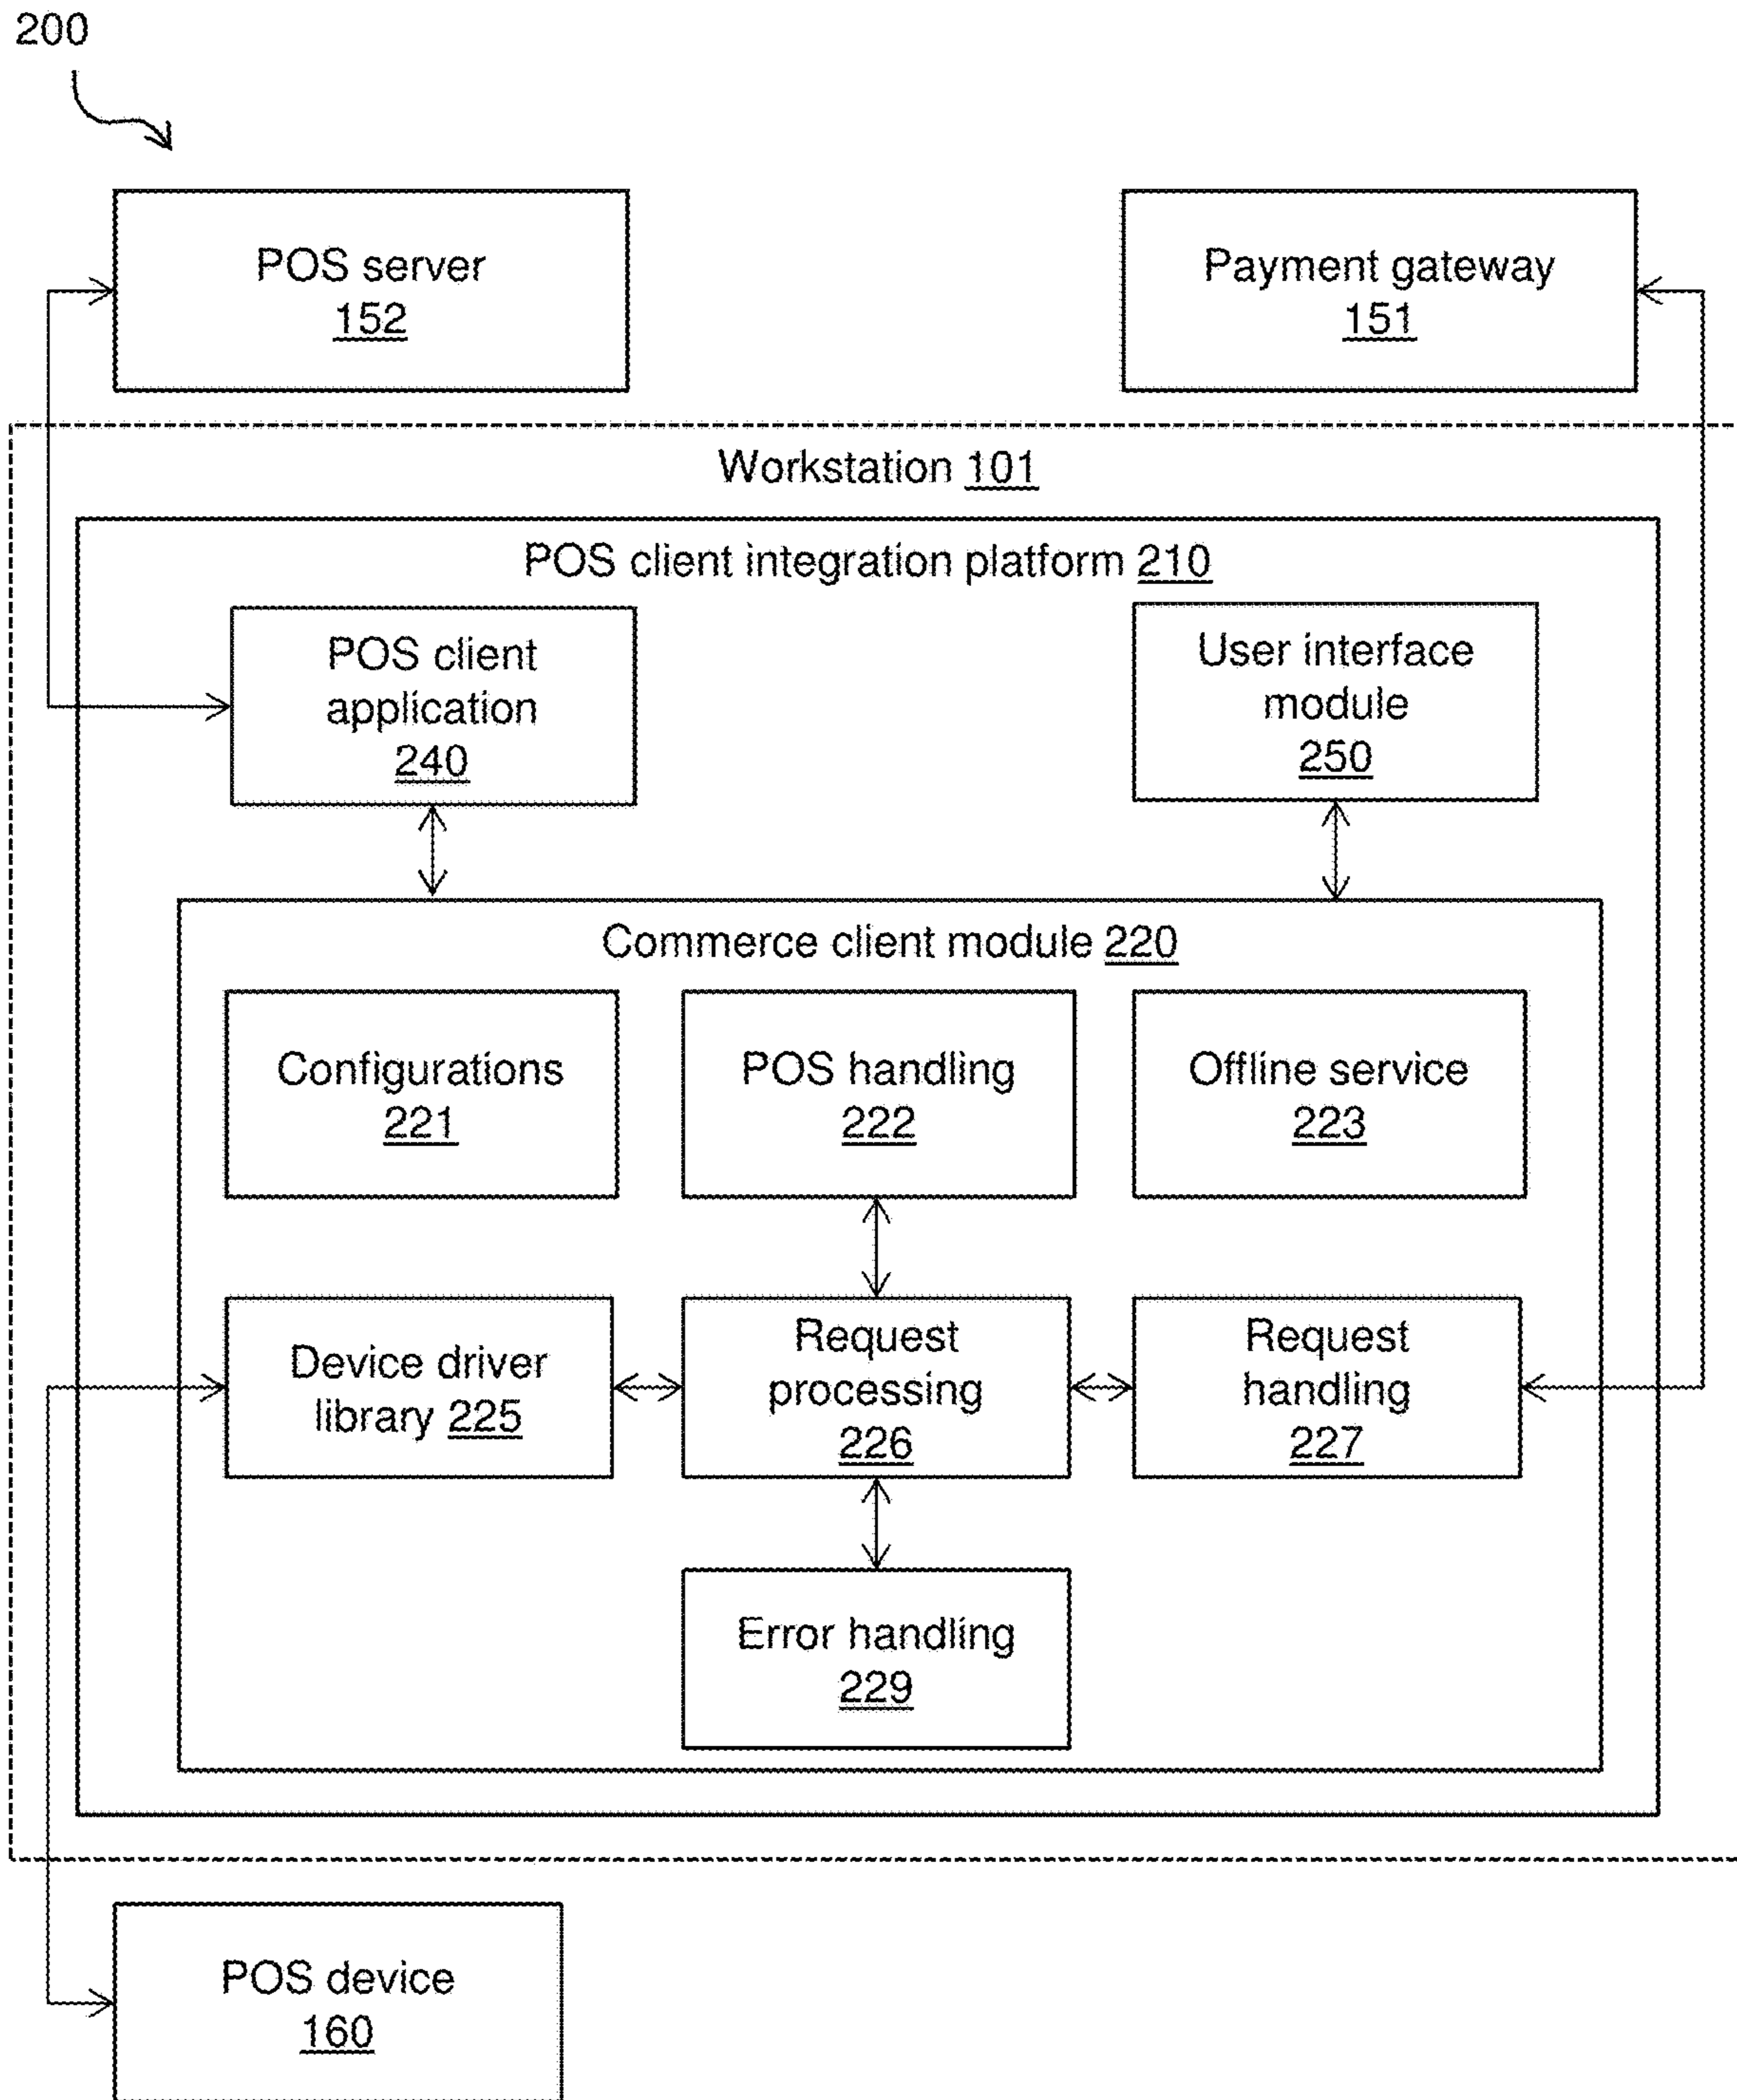 200
POS server
152
Payment gateway
151
Workstation 101
POS client integration platform 210
POS client
application
240
User interface
module
250
Commerce client module 220
Configurations
221
POS handling
222
Offline service
223
Device driver
library 225
Request
processing
226
Request
handling
227
Error handling
229
POS device
160